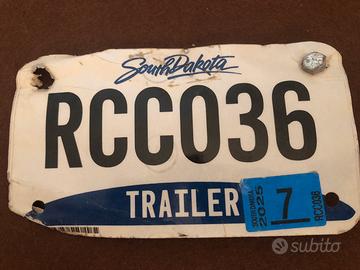 South Dakota
RCC036
TRAILER
2025
7
RCC036
subito